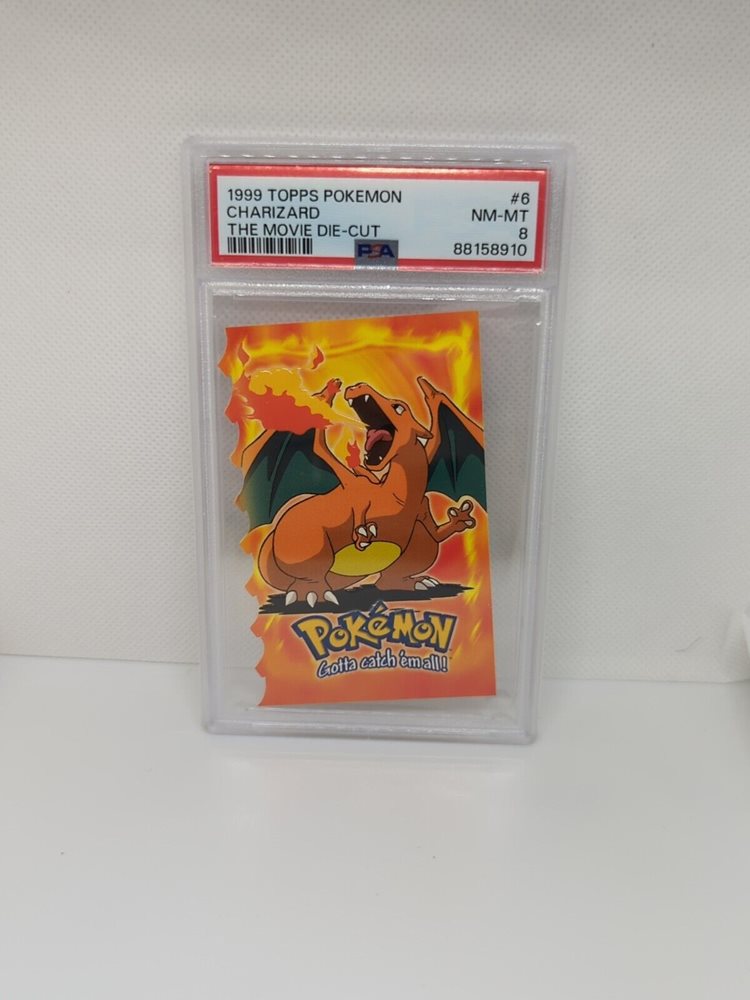 1999 TOPPS POKEMON #6
CHARIZARD NM-MT
THE MOVIE DIE-CUT 8
PSA 88158910
POKéMON
Gotta catch 'em all!